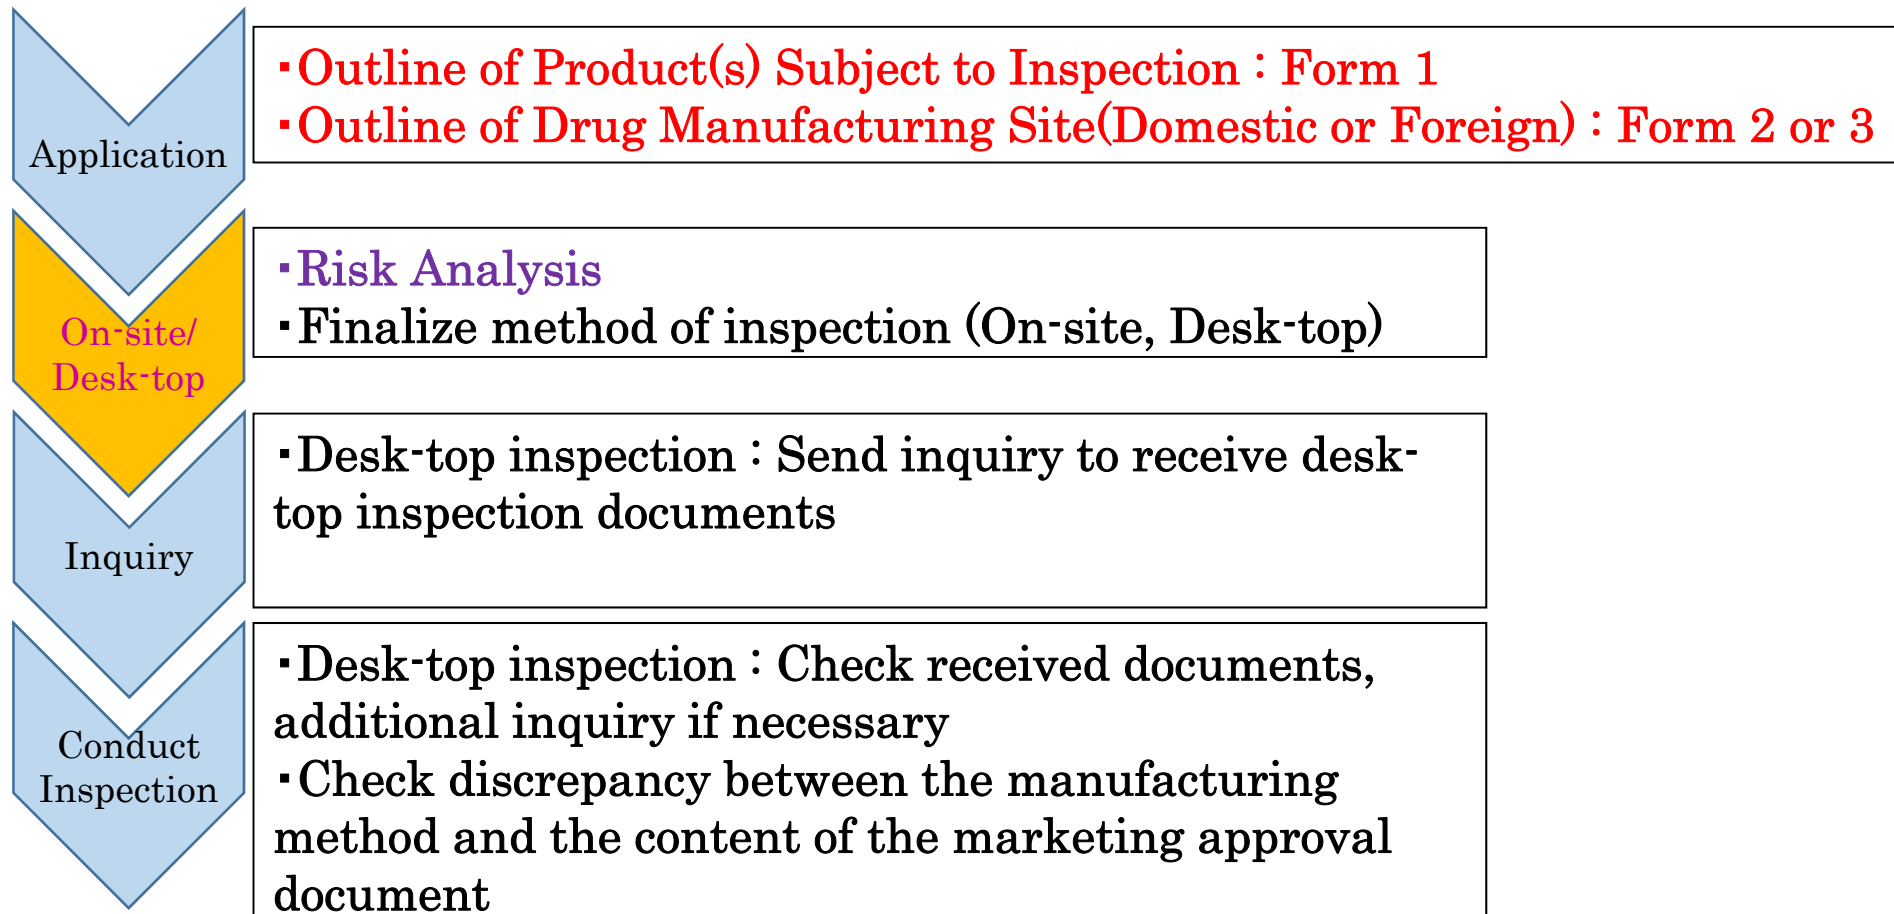 Application
・Outline of Product(s) Subject to Inspection : Form 1
・Outline of Drug Manufacturing Site(Domestic or Foreign) : Form 2 or 3
On-site/
Desk-top
・Risk Analysis
・Finalize method of inspection (On-site, Desk-top)
Inquiry
・Desk-top inspection : Send inquiry to receive desk-
top inspection documents
Conduct
Inspection
・Desk-top inspection : Check received documents,
additional inquiry if necessary
・Check discrepancy between the manufacturing
method and the content of the marketing approval
document